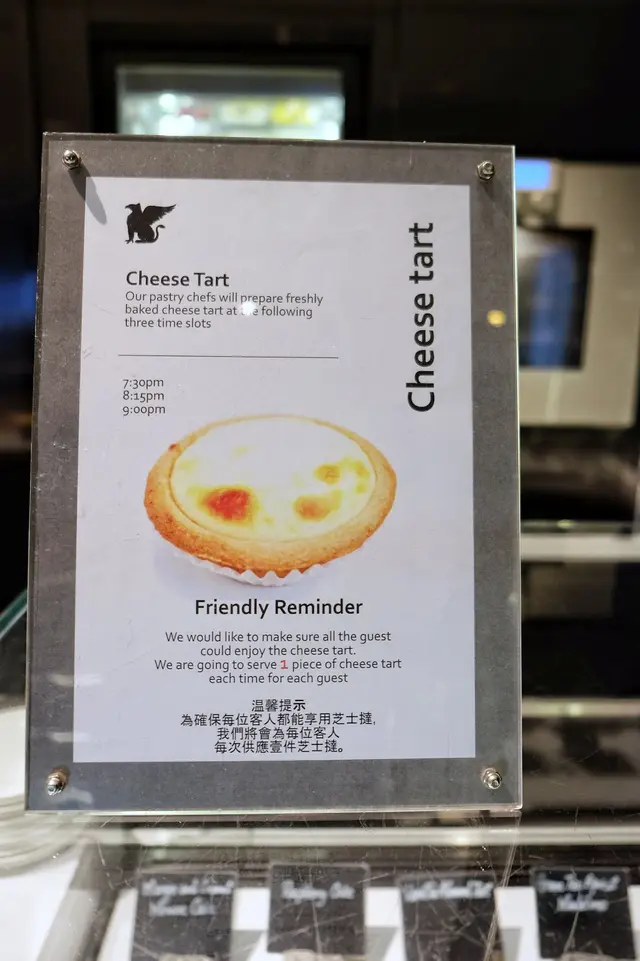 Cheese tart
Cheese Tart
Our pastry chefs will prepare freshly
baked cheese tart at the following
three time slots
7:30pm
8:15pm
9:00pm
Friendly Reminder
We would like to make sure all the guest
could enjoy the cheese tart.
We are going to serve 1 piece of cheese tart
each time for each guest
温馨提示
為確保每位客人都能享用芝士撻,
我們將會為每位客人
每次供應壹件芝士撻。